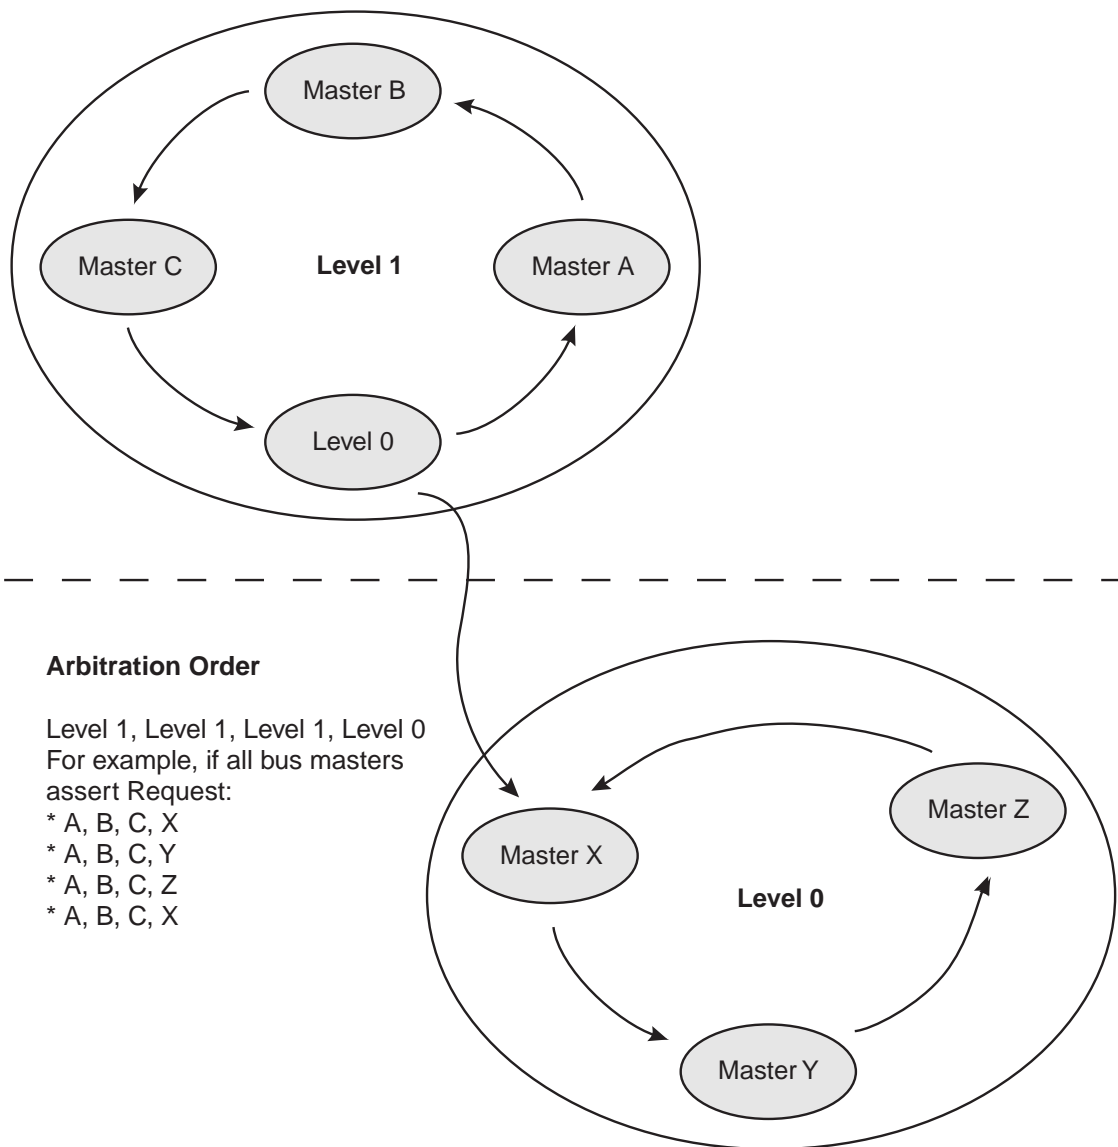 Master B
Master C
Level 1
Master A
Level 0
Arbitration Order
Level 1, Level 1, Level 1, Level 0
For example, if all bus masters
assert Request:
* A, B, C, X
* A, B, C, Y
* A, B, C, Z
* A, B, C, X
Master Z
Master X
Level 0
Master Y